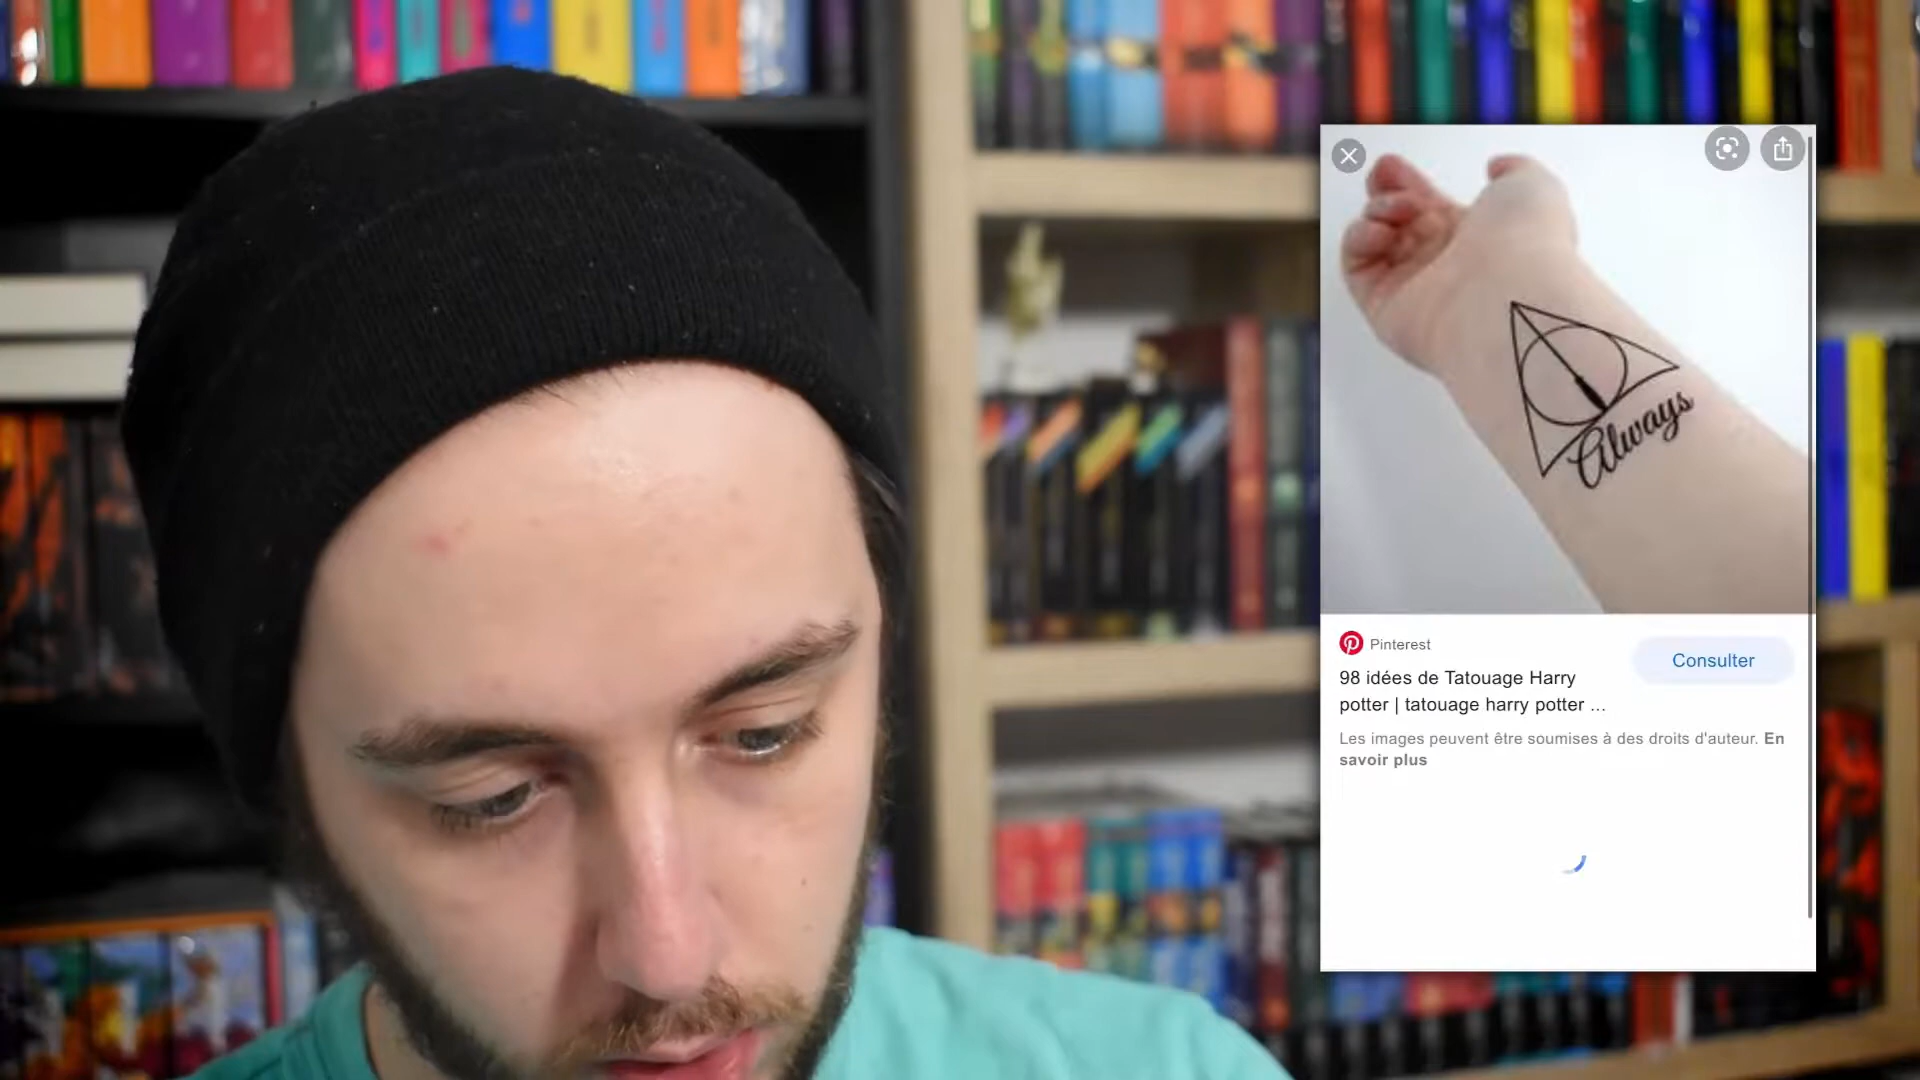 Always
Pinterest
Consulter
98 idées de Tatouage Harry
potter | tatouage harry potter ...
Les images peuvent être soumises à des droits d'auteur. En
savoir plus